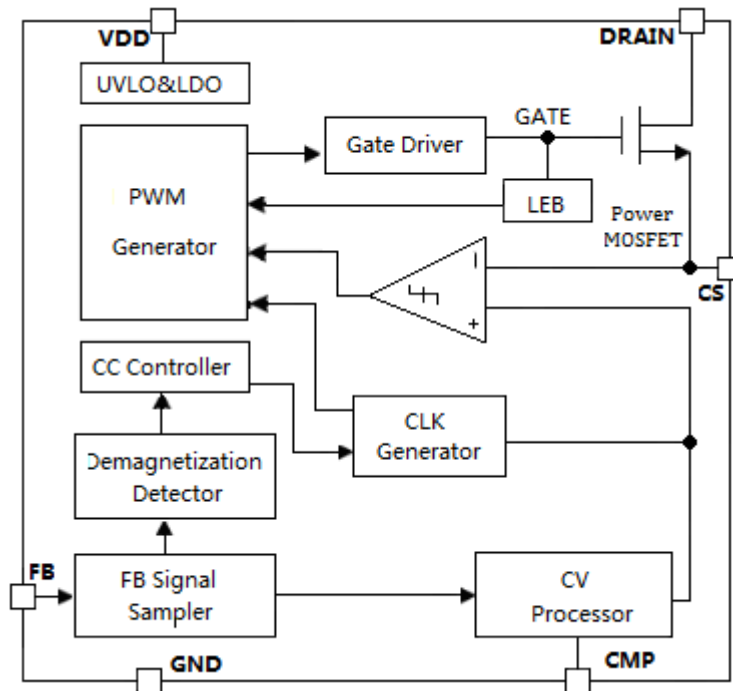 VDD
DRAIN
UVLO&LDO
GATE
Gate Driver
PWM
Generator
LEB
Power
MOSFET
CS
CC Controller
CLK
Generator
Demagnetization
Detector
FB
FB Signal
Sampler
CV
Processor
GND
CMP